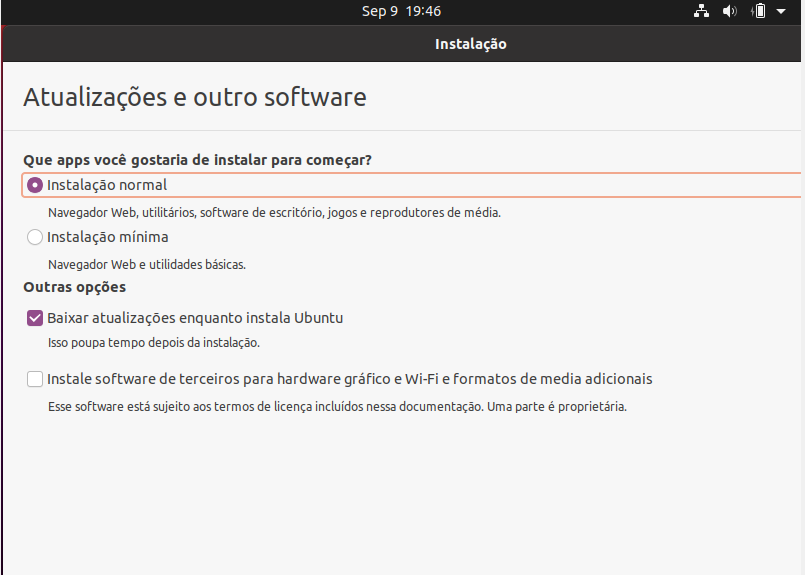 Sep 9 19:46
Instalação
Atualizações e outro software
Que apps você gostaria de instalar para começar?
Instalação normal
Navegador Web, utilitários, software de escritório, jogos e reprodutores de média.
Instalação mínima
Navegador Web e utilidades básicas.
Outras opções
Baixar atualizações enquanto instala Ubuntu
Isso poupa tempo depois da instalação.
Instale software de terceiros para hardware gráfico e Wi-Fi e formatos de media adicionais
Esse software está sujeito aos termos de licença incluídos nessa documentação. Uma parte é proprietária.